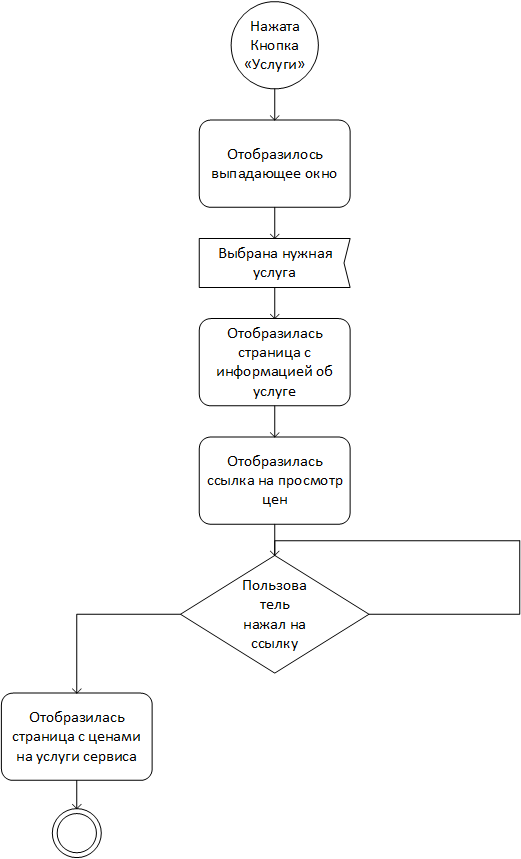 Нажата
Кнопка
«Услуги»
Отобразилось
выпадающее окно
Выбрана нужная
услуга
Отобразилась
страница с
информацией об
услуге
Отобразилась
ссылка на просмотр
цен
Пользова
тель
нажал на
ссылку
Отобразилась
страница с ценами
на услуги сервиса